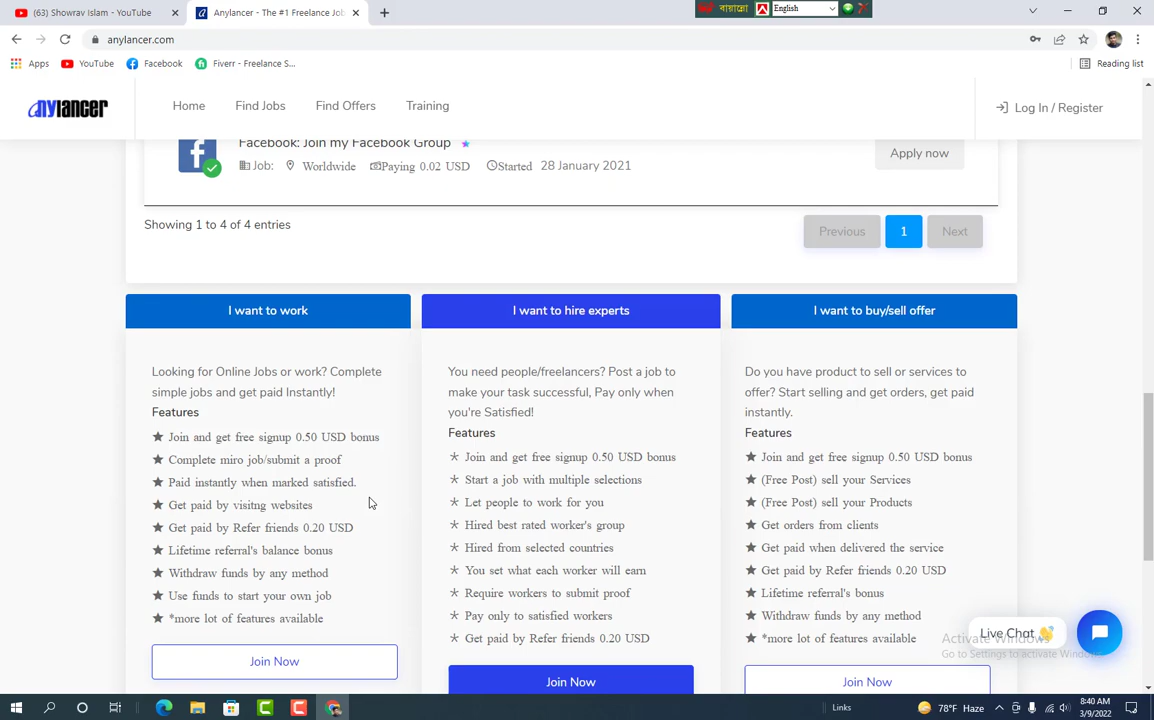 (63) Showrav Islam - YouTube
Anylancer - The #1 Freelance Job
বায়ান্নো
English
anylancer.com
Apps
YouTube
Facebook
Fiverr - Freelance S...
Reading list
anylancer
Home
Find Jobs
Find Offers
Training
Log In / Register
Facebook: Join my Facebook Group
Job: Worldwide Paying 0.02 USD Started 28 January 2021
Apply now
Showing 1 to 4 of 4 entries
Previous 1 Next
I want to work
Looking for Online Jobs or work? Complete
simple jobs and get paid Instantly!
Features
Join and get free signup 0.50 USD bonus
Complete miro job/submit a proof
Paid instantly when marked satisfied.
Get paid by visitng websites
Get paid by Refer friends 0.20 USD
Lifetime referral's balance bonus
Withdraw funds by any method
Use funds to start your own job
*more lot of features available
Join Now
I want to hire experts
You need people/freelancers? Post a job to
make your task successful, Pay only when
you're Satisfied!
Features
Join and get free signup 0.50 USD bonus
Start a job with multiple selections
Let people to work for you
Hired best rated worker's group
Hired from selected countries
You set what each worker will earn
Require workers to submit proof
Pay only to satisfied workers
Get paid by Refer friends 0.20 USD
Join Now
I want to buy/sell offer
Do you have product to sell or services to
offer? Start selling and get orders, get paid
instantly.
Features
Join and get free signup 0.50 USD bonus
(Free Post) sell your Services
(Free Post) sell your Products
Get orders from clients
Get paid when delivered the service
Get paid by Refer friends 0.20 USD
Lifetime referral's bonus
Withdraw funds by any method
*more lot of features available
Join Now
Live Chat
Activate Windows
Go to Settings to activate Windows.
Links
78°F Haze
8:40 AM
3/9/2022